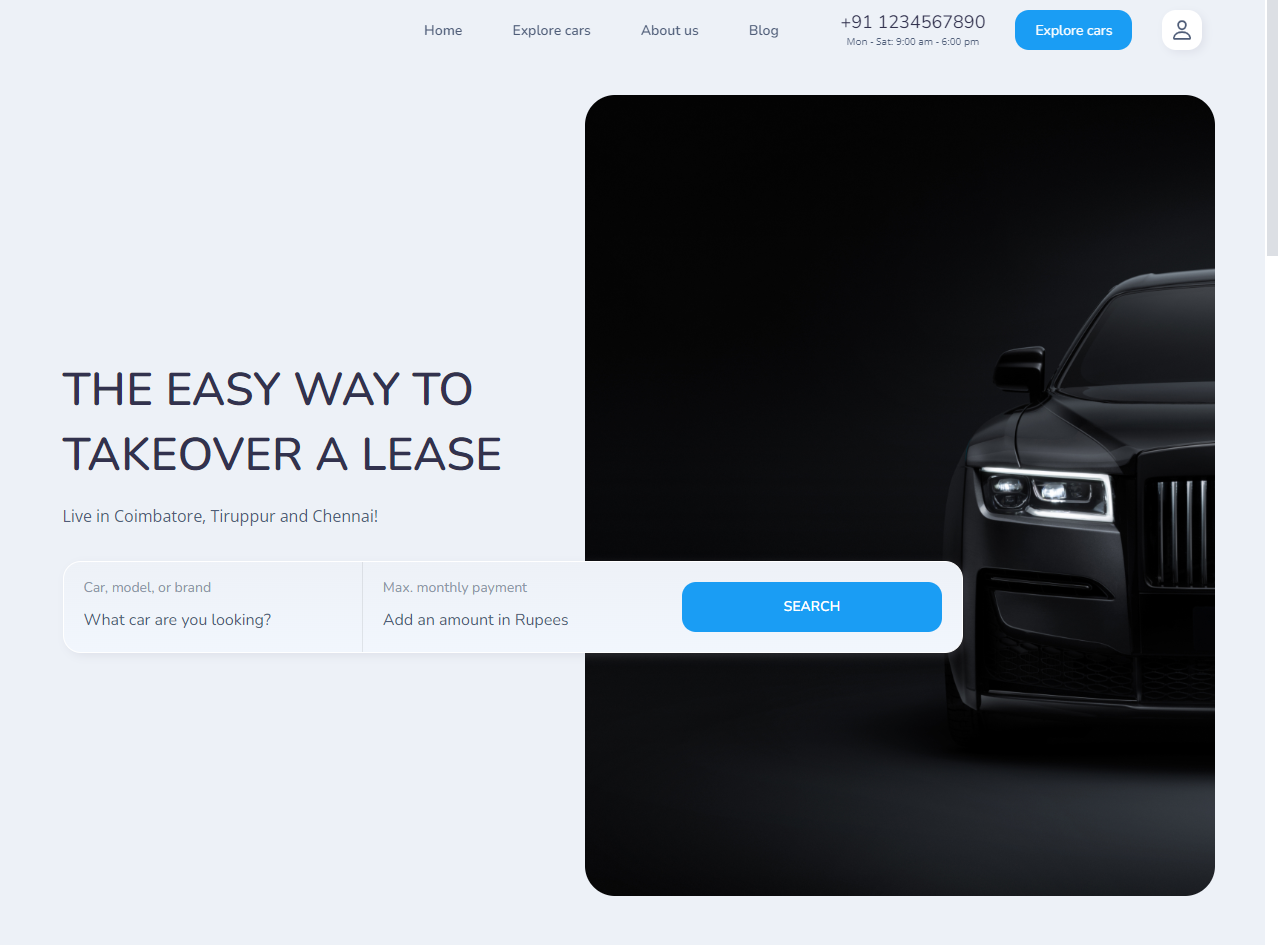 Home
Explore cars
About us
Blog
+91 1234567890
Mon - Sat: 9:00 am - 6:00 pm
Explore cars
THE EASY WAY TO
TAKEOVER A LEASE
Live in Coimbatore, Tiruppur and Chennai!
Car, model, or brand
What car are you looking?
Max. monthly payment
Add an amount in Rupees
SEARCH